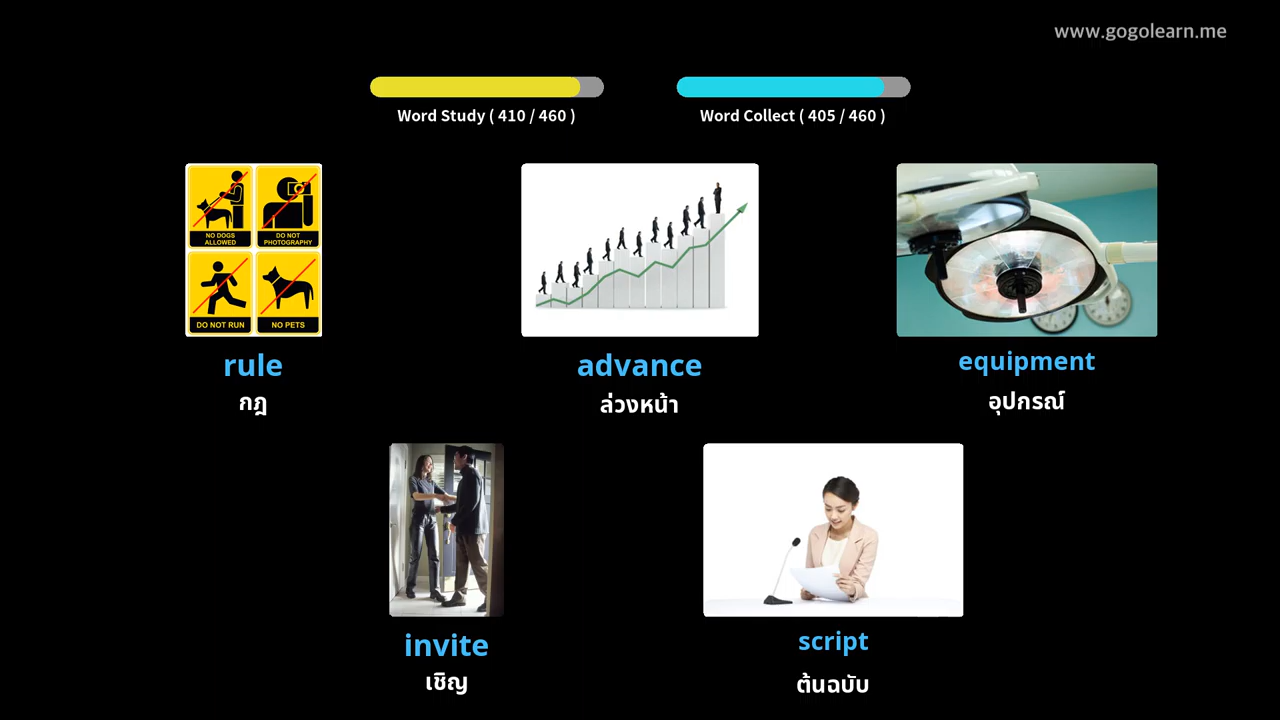 www.gogolearn.me
Word Study ( 410 / 460 )
Word Collect ( 405 / 460 )
NO DOGS
ALLOWED
DO NOT
PHOTOGRAPHY
DO NOT RUN
NO PETS
rule
กฎ
advance
ล่วงหน้า
equipment
อุปกรณ์
invite
เชิญ
script
ต้นฉบับ